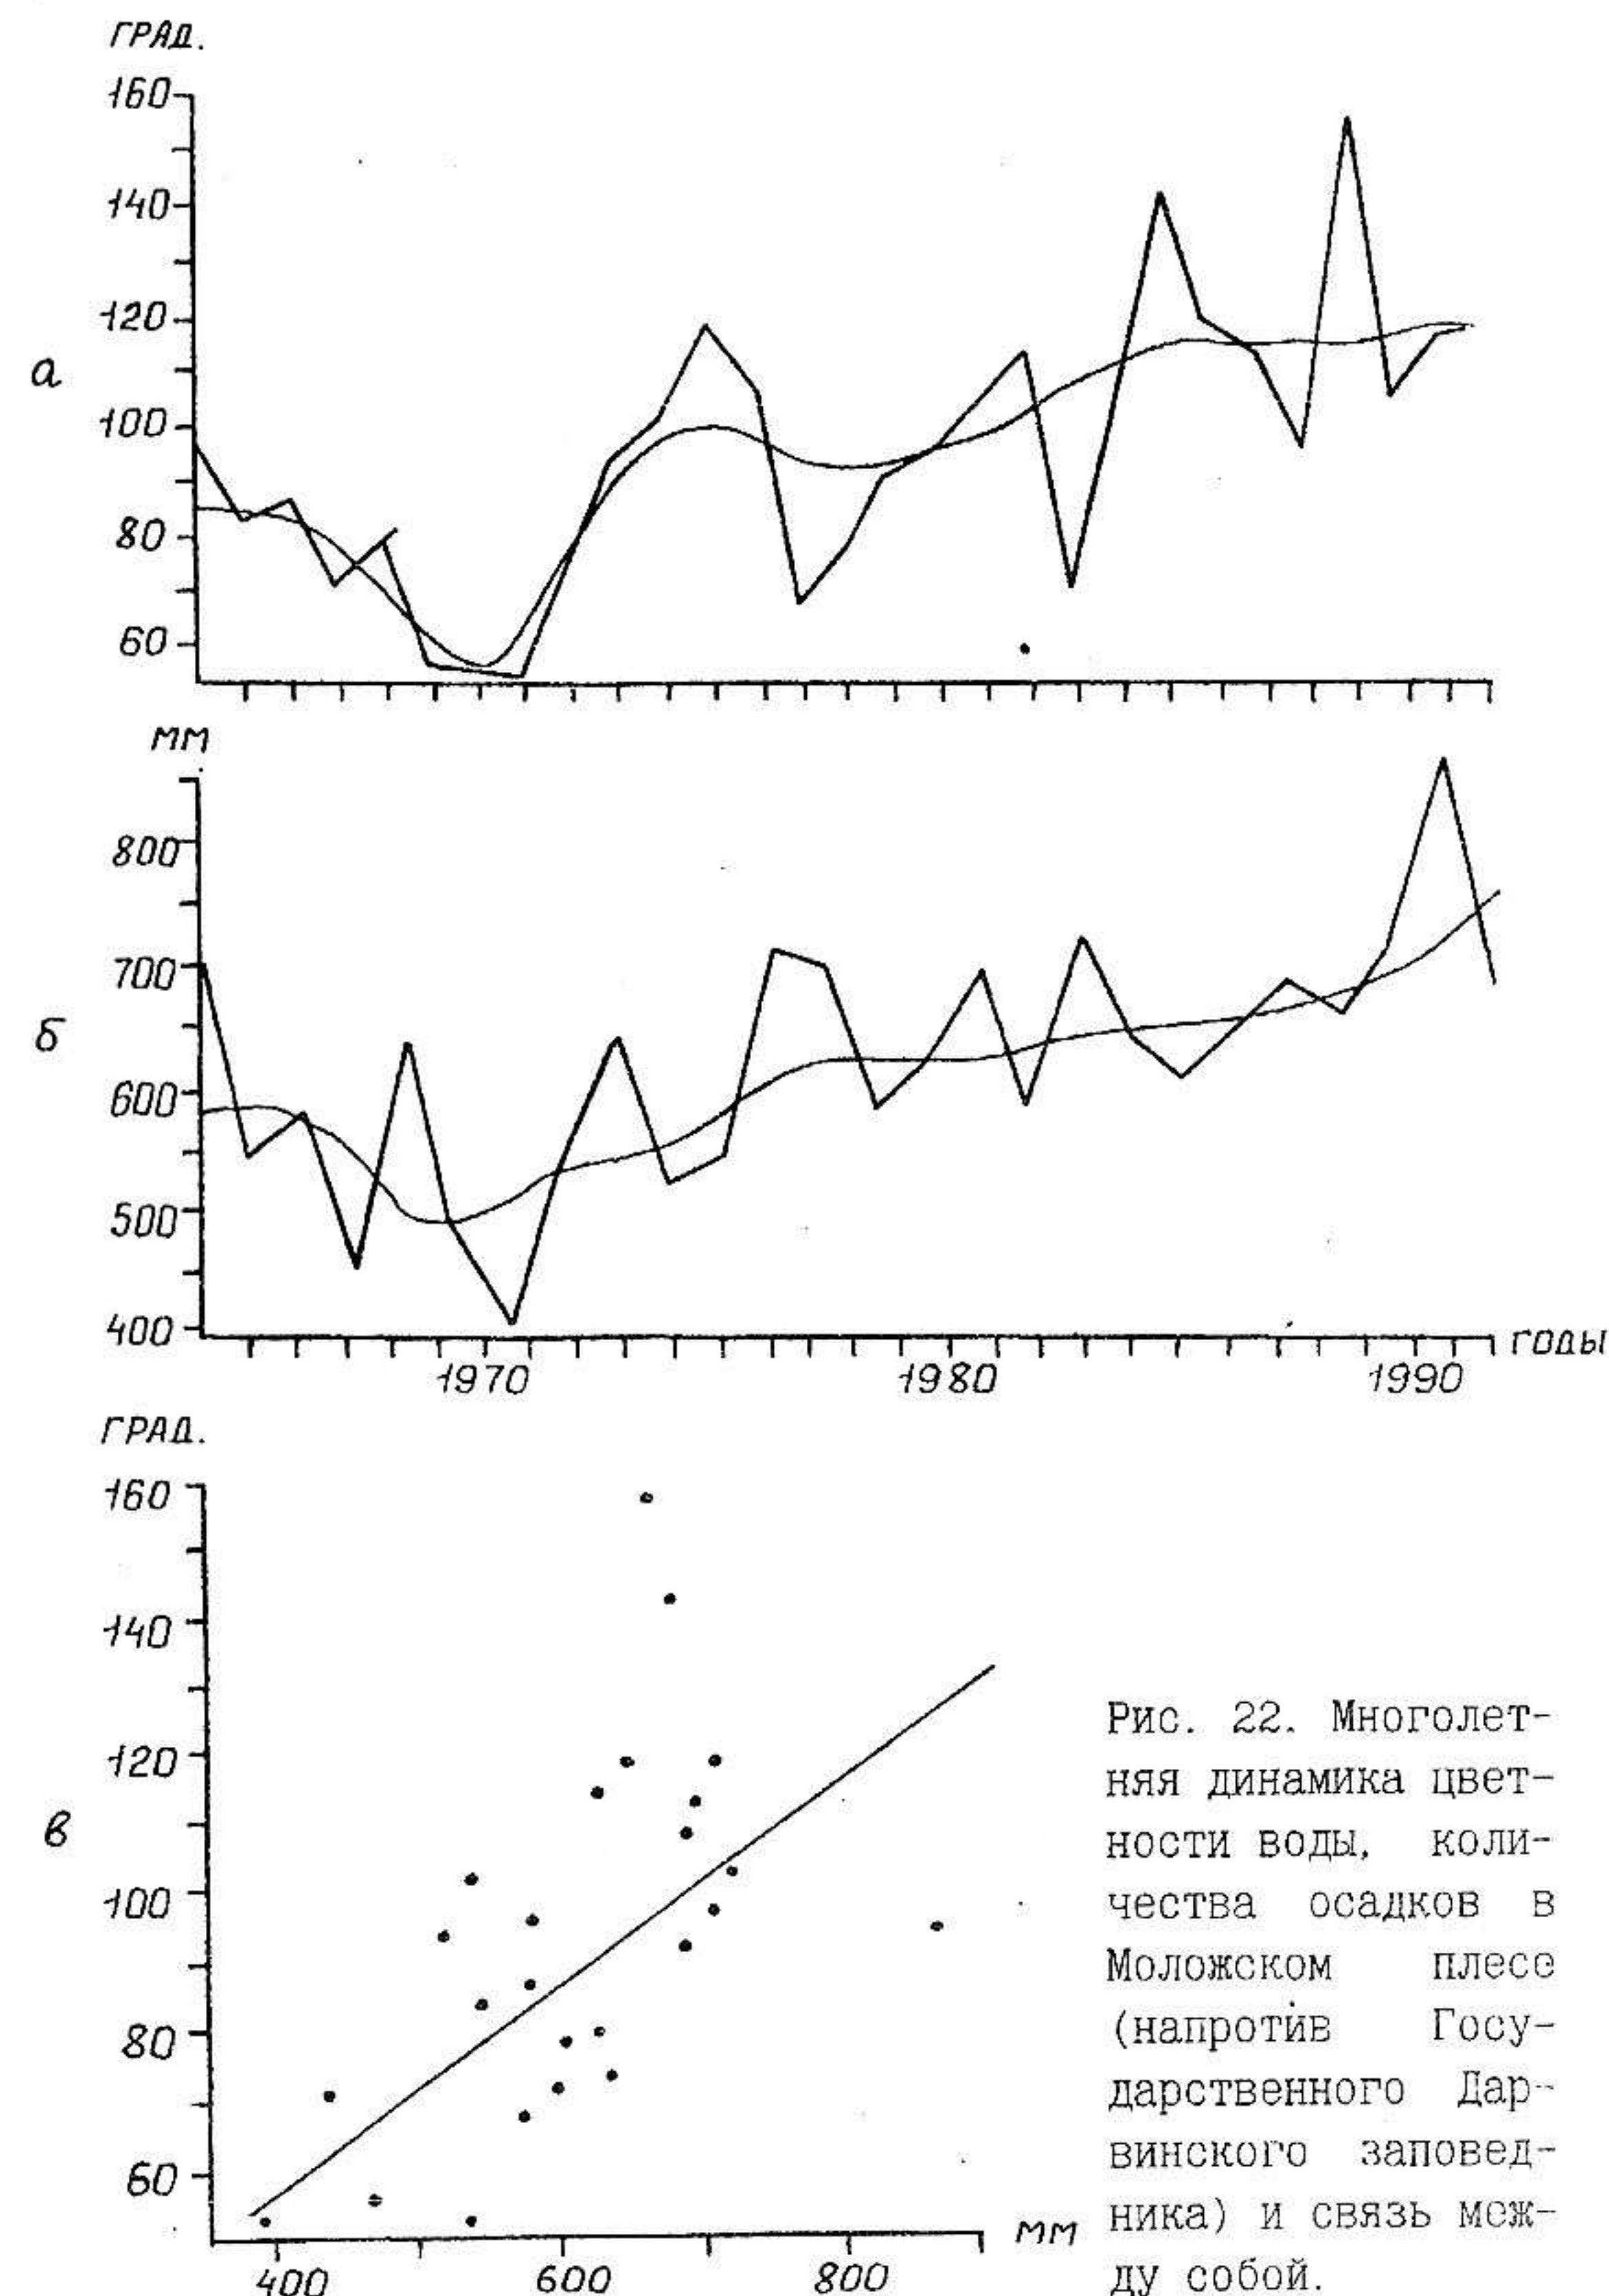 ГРАД.
160
140
120
100
80
60
а
мм
800
700
600
500
400
б
1970
1980
1990
годы
ГРАД.
160
140
120
100
80
60
в
400
600
800
мм
Рис. 22. Многолет-
няя динамика цвет-
ности воды, коли-
чества осадков в
Моложском плесе
(напротив Госу-
дарственного Дар-
винского заповед-
ника) и связь меж-
ду собой.